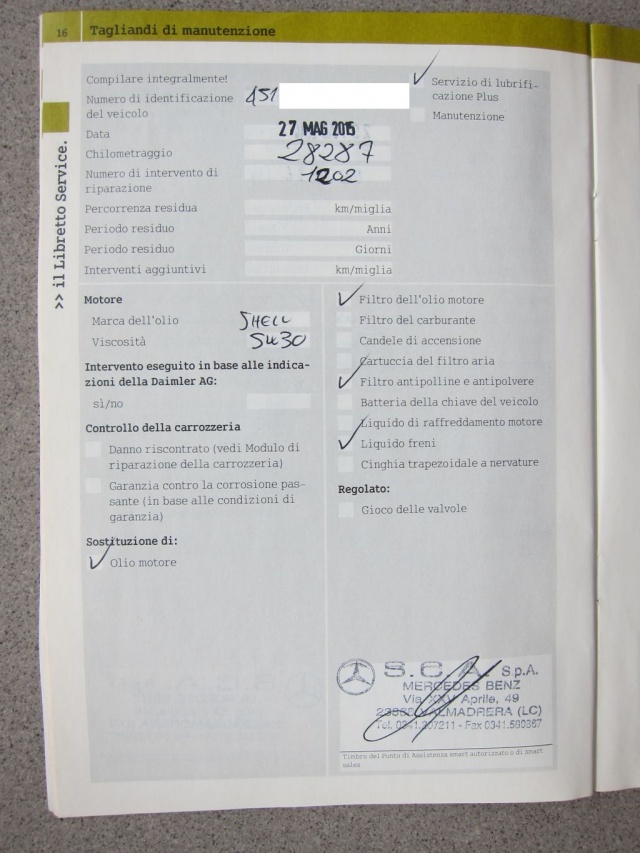 16 Tagliandi di manutenzione
>> il Libretto Service.
Compilare integralmente!
Numero di identificazione
del veicolo 451
Data 27 MAG 2015
Chilometraggio 28287
Numero di intervento di
riparazione 1202
Percorrenza residua km/miglia
Periodo residuo Anni
Periodo residuo Giorni
Interventi aggiuntivi km/miglia
Servizio di lubrifi-
cazione Plus
Manutenzione
Motore
Marca dell'olio SHELL
Viscosità 5W30
Intervento eseguito in base alle indica-
zioni della Daimler AG:
sì/no
Controllo della carrozzeria
Danno riscontrato (vedi Modulo di
riparazione della carrozzeria)
Garanzia contro la corrosione pas-
sante (in base alle condizioni di
garanzia)
Sostituzione di:
Olio motore
Filtro dell'olio motore
Filtro del carburante
Candele di accensione
Cartuccia del filtro aria
Filtro antipolline e antipolvere
Batteria della chiave del veicolo
Liquido di raffreddamento motore
Liquido freni
Cinghia trapezoidale a nervature
Regolato:
Gioco delle valvole
S.C.A. S.p.A.
MERCEDES BENZ
Via XXV Aprile, 49
VALMADRERA (LC)
Tel. Fax 0341.580367
Timbro del Punto di Assistenza smart autorizzato o di smart
sales